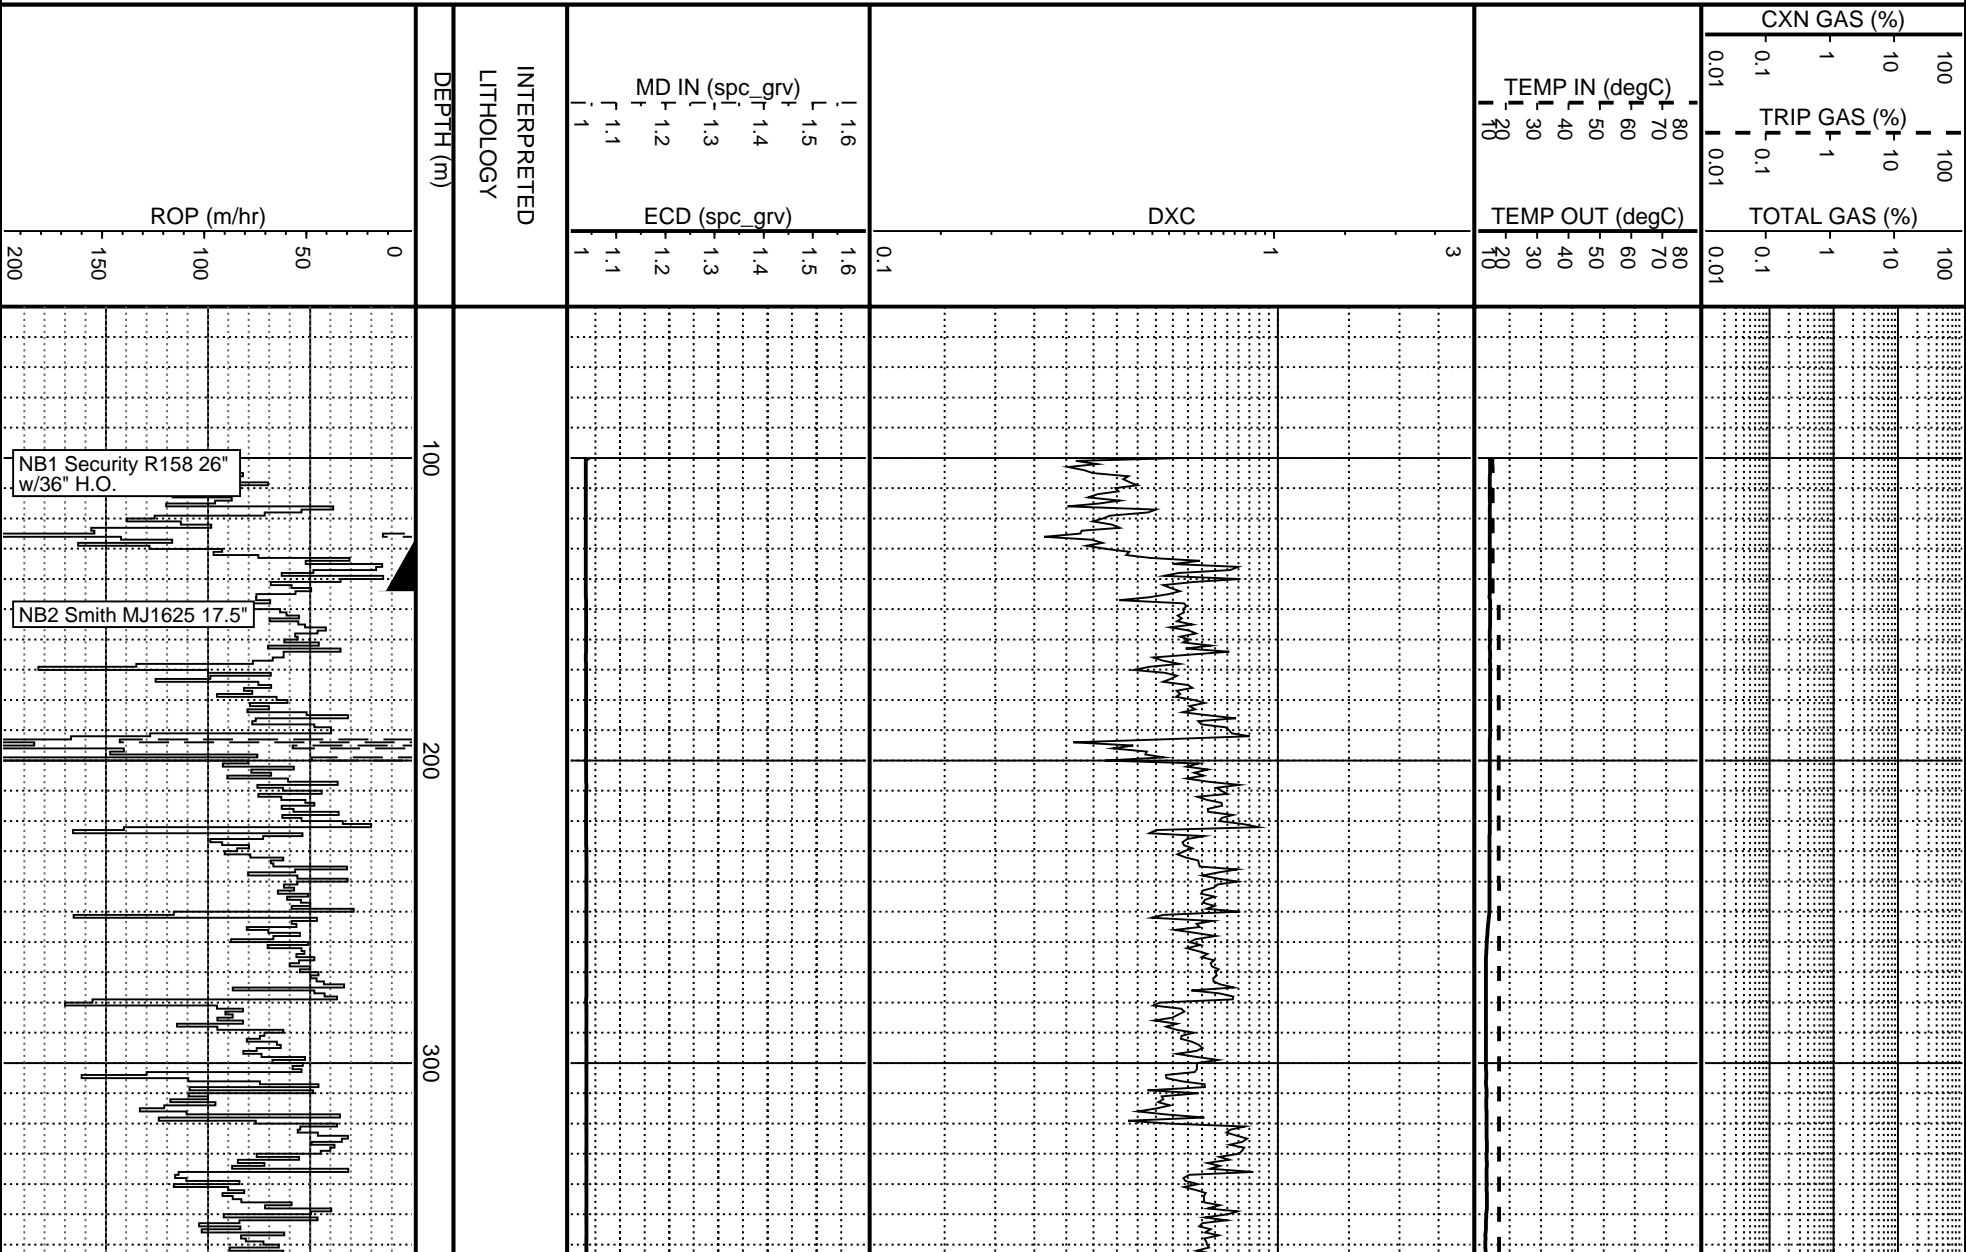 ROP (m/hr)
200 150 100 50 0
DEPTH (m)
INTERPRETED
LITHOLOGY
MD IN (spc_grv)
1 1.1 1.2 1.3 1.4 1.5 1.6
ECD (spc_grv)
1 1.1 1.2 1.3 1.4 1.5 1.6
DXC
0.1 1 3
TEMP IN (degC)
10 20 30 40 50 60 70 80
TEMP OUT (degC)
10 20 30 40 50 60 70 80
CXN GAS (%)
0.01 0.1 1 10 100
TRIP GAS (%)
0.01 0.1 1 10 100
TOTAL GAS (%)
0.01 0.1 1 10 100
100
NB1 Security R158 26"
w/36" H.O.
NB2 Smith MJ1625 17.5"
200
300